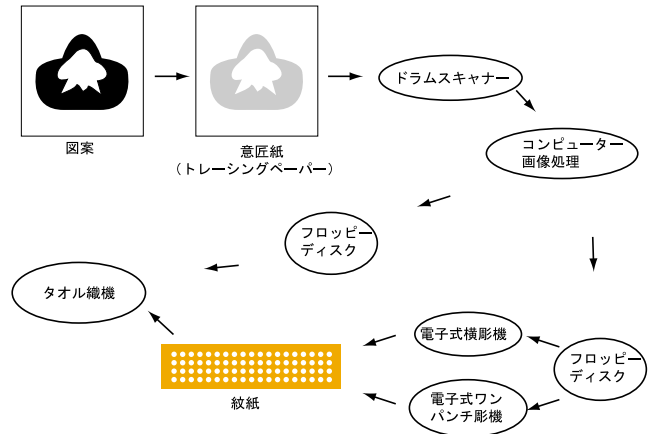 図案
意匠紙
（トレーシングペーパー）
ドラムスキャナー
コンピューター
画像処理
フロッピー
ディスク
タオル織機
電子式横彫機
フロッピー
ディスク
電子式ワン
パンチ彫機
紋紙